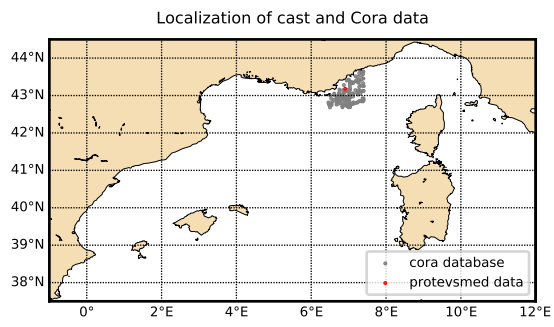 Localization of cast and Cora data
44°N
43°N
42°N
41°N
40°N
39°N
38°N
cora database
protevsmed data
0° 2°E 4°E 6°E 8°E 10°E 12°E